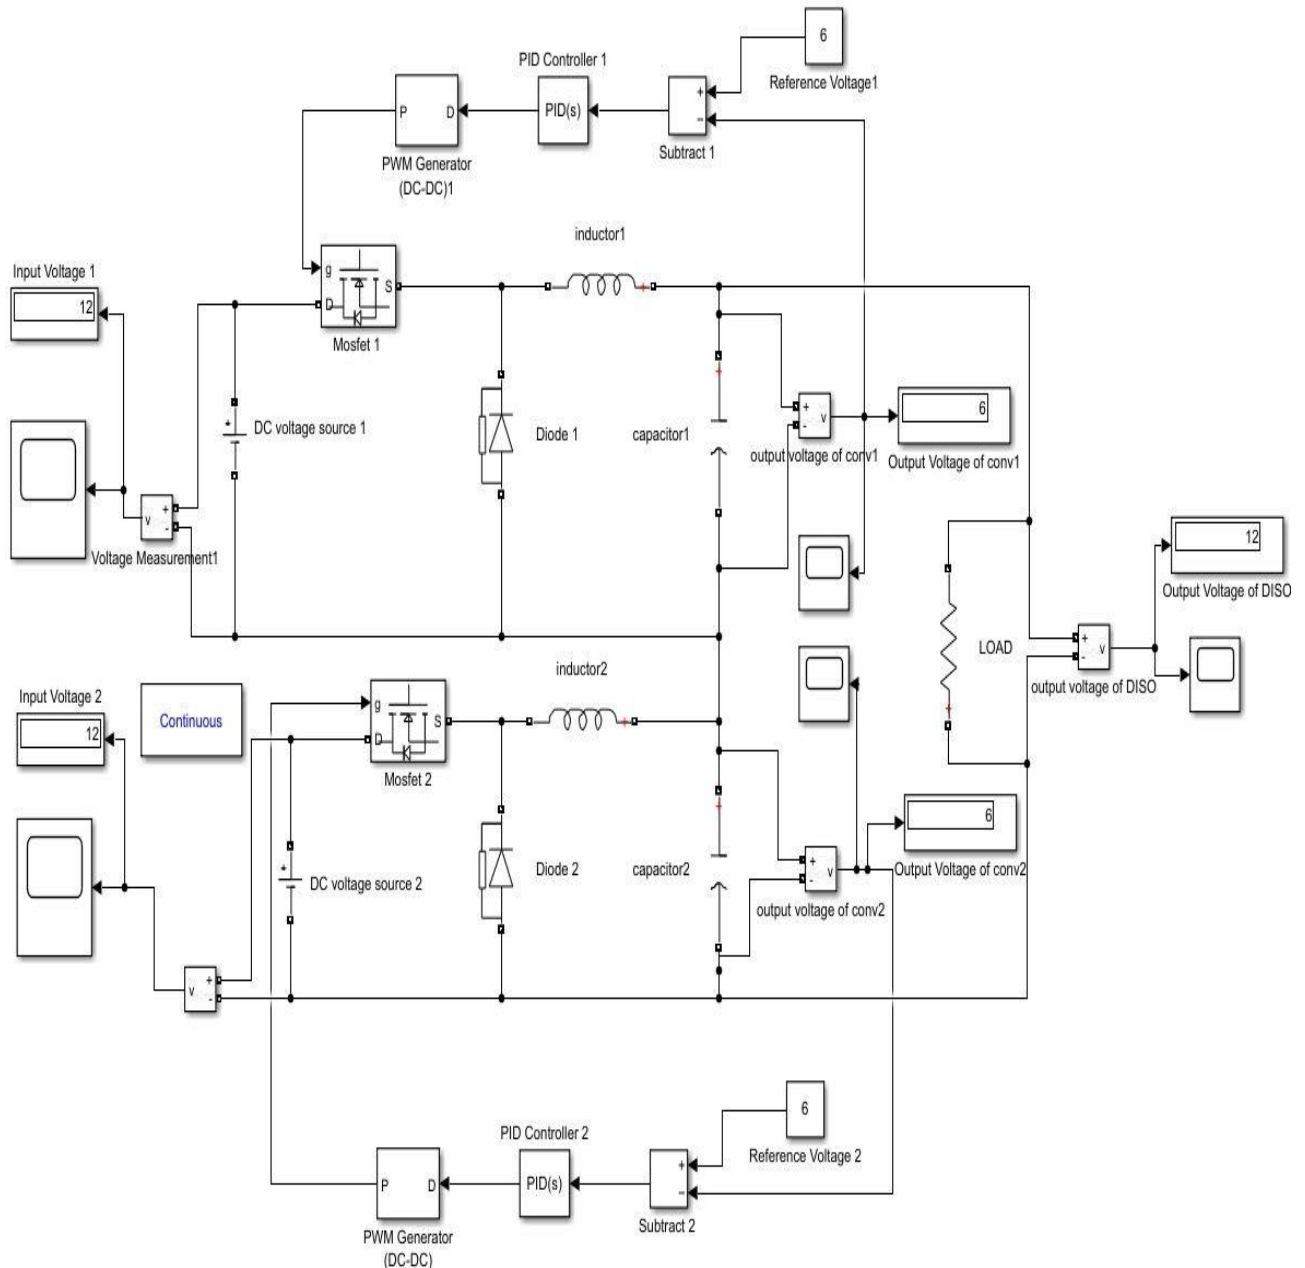 6
Reference Voltage1
PID Controller 1
PID(s)
+
−
Subtract 1
P D
PWM Generator
(DC-DC)1
inductor1
Input Voltage 1
12
g
D
S
Mosfet 1
DC voltage source 1
Diode 1
capacitor1
+
-
v
output voltage of conv1
6
Output Voltage of conv1
+
-
v
Voltage Measurement1
12
Output Voltage of DISO
LOAD
+
-
v
output voltage of DISO
inductor2
Input Voltage 2
12
Continuous
g
D
S
Mosfet 2
DC voltage source 2
Diode 2
capacitor2
+
-
v
output voltage of conv2
6
Output Voltage of conv2
+
-
v
6
Reference Voltage 2
PID Controller 2
PID(s)
+
−
Subtract 2
P D
PWM Generator
(DC-DC)